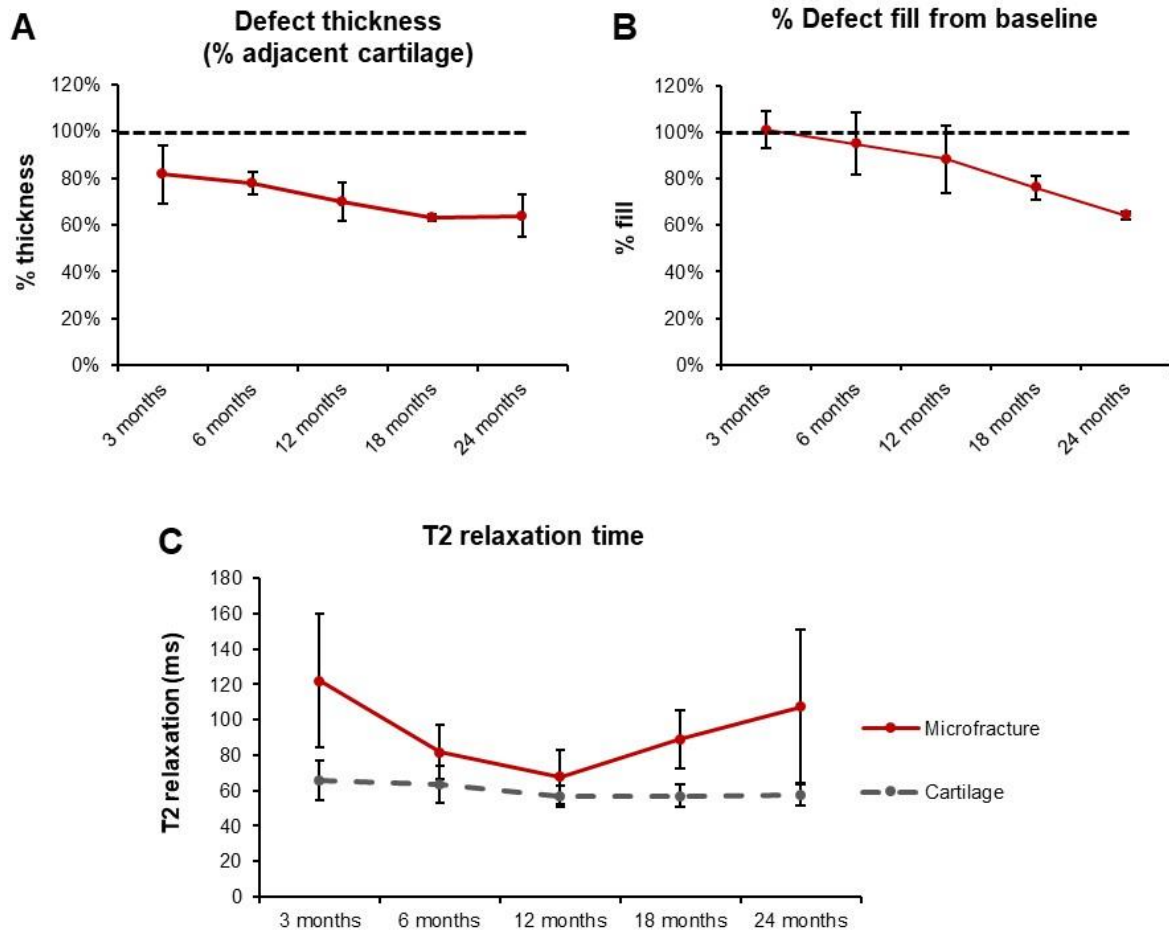 A
Defect thickness
(% adjacent cartilage)
% thickness
120%
100%
80%
60%
40%
20%
0%
3 months
6 months
12 months
18 months
24 months
B
% Defect fill from baseline
% fill
120%
100%
80%
60%
40%
20%
0%
3 months
6 months
12 months
18 months
24 months
C
T2 relaxation time
T2 relaxation (ms)
180
160
140
120
100
80
60
40
20
0
3 months
6 months
12 months
18 months
24 months
Microfracture
Cartilage